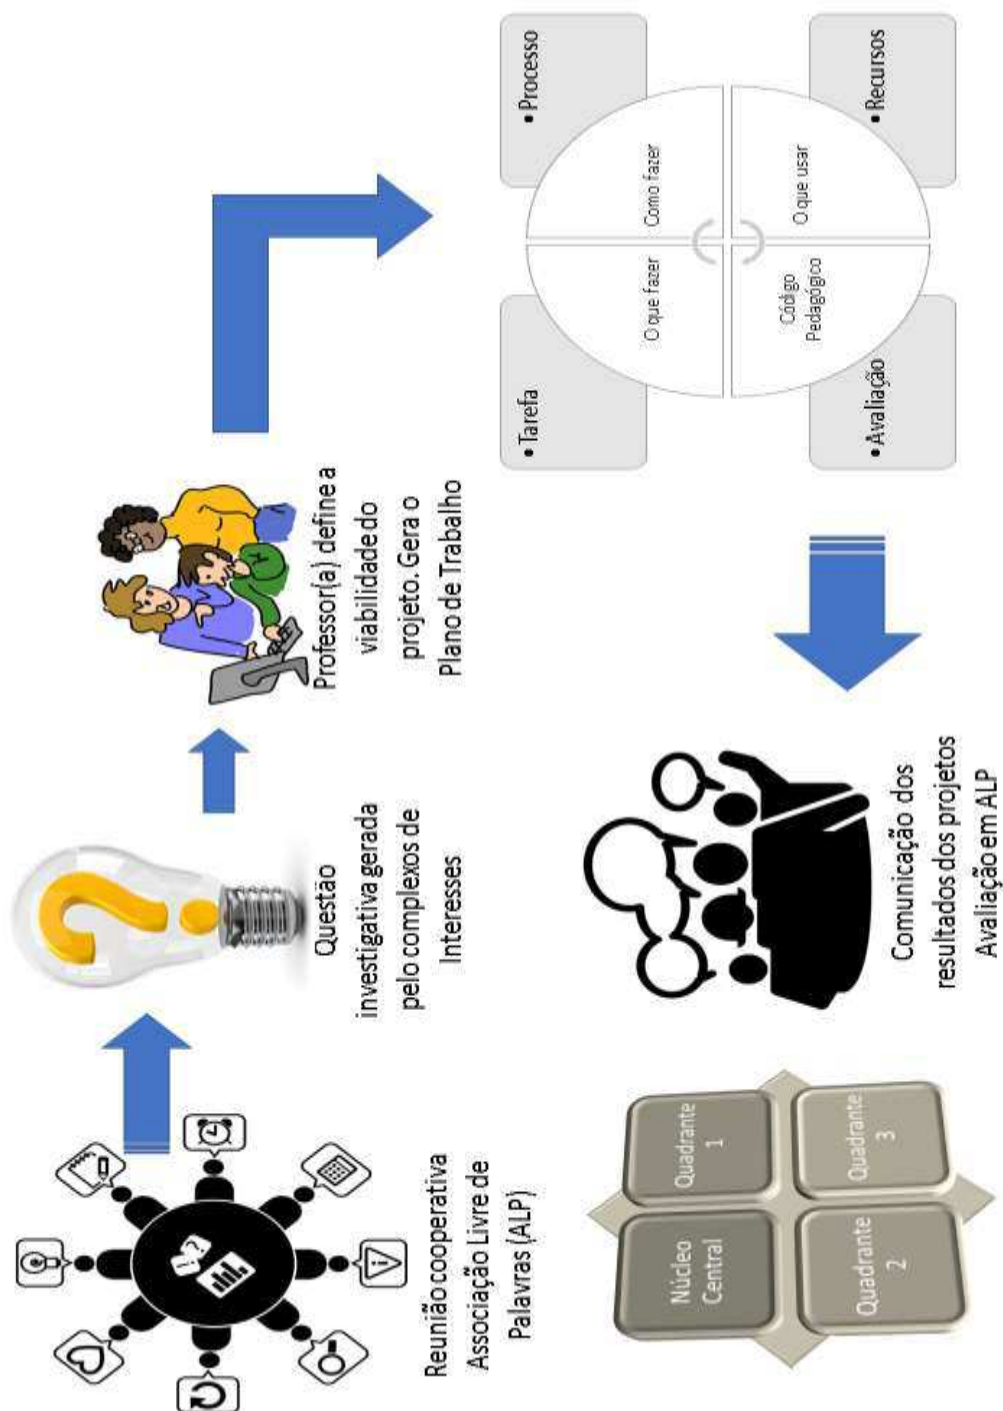 Reunião cooperativa
Associação Livre de
Palavras (ALP)
Questão
investigativa gerada
pelo complexos de
Interesses
Professor(a) define a
viabilidade do
projeto. Gera o
Plano de Trabalho
• Tarefa
• Processo
O que fazer
Como fazer
Código
Pedagógico
O que usar
• Avaliação
• Recursos
Núcleo
Central
Quadrante
1
Quadrante
2
Quadrante
3
Comunicação dos
resultados dos projetos
Avaliação em ALP